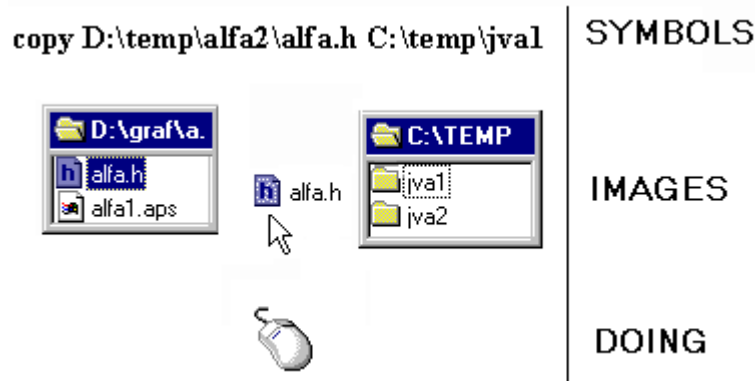 copy D:\temp\alfa2\alfa.h C:\temp\jva1
SYMBOLS
D:\graf\a.
alfa.h
alfa1.aps
h alfa.h
C:\TEMP
jva1
jva2
IMAGES
DOING